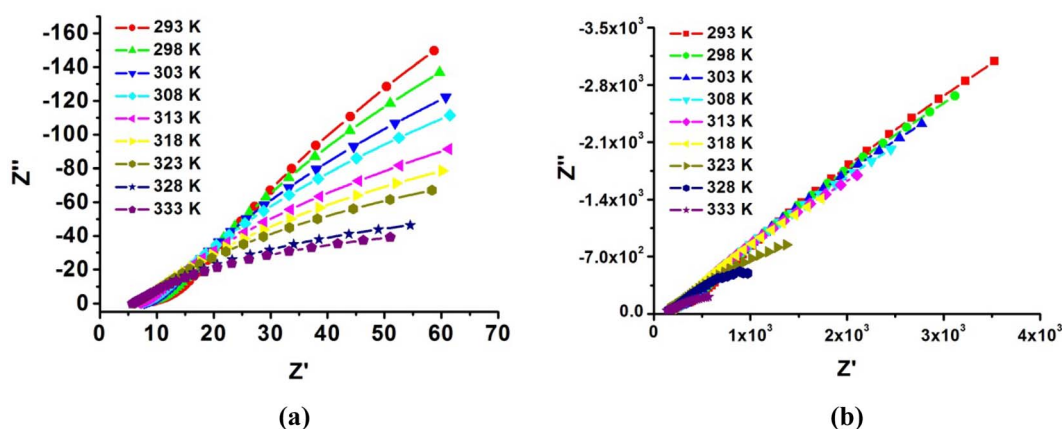 -160
-140
-120
-100
-80
-60
-40
-20
0
Z''
293 K
298 K
303 K
308 K
313 K
318 K
323 K
328 K
333 K
0 10 20 30 40 50 60 70
Z'
(a)
-3.5x10³
-2.8x10³
-2.1x10³
-1.4x10³
-7.0x10²
0.0
Z''
293 K
298 K
303 K
308 K
313 K
318 K
323 K
328 K
333 K
0 1x10³ 2x10³ 3x10³ 4x10³
Z'
(b)